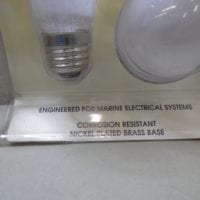 ENGINEERED FOR MARINE ELECTRICAL SYSTEMS
CORROSION RESISTANT
NICKEL PLATED BRASS BASE